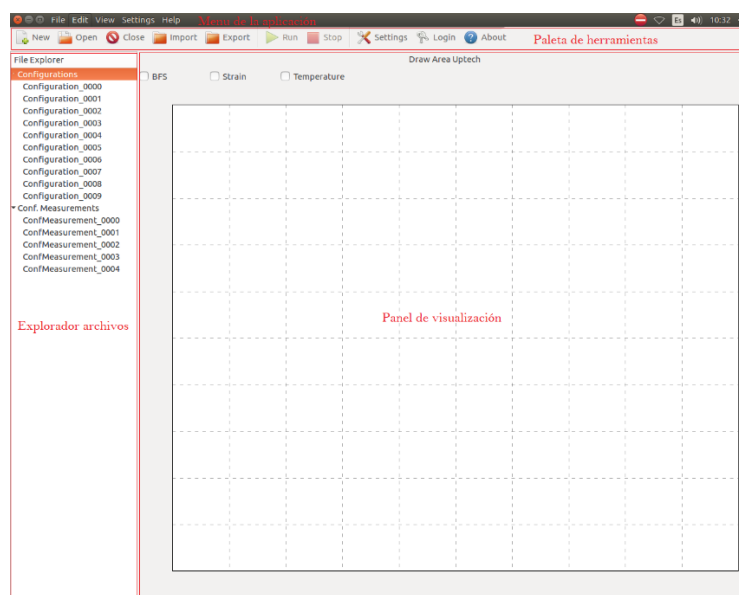 File Edit View Settings Help Menu de la aplicación Es 10:32
New Open Close Import Export Run Stop Settings Login About Paleta de herramientas
File Explorer
Draw Area Uptech
Configurations
BFS Strain Temperature
Configuration_0000
Configuration_0001
Configuration_0002
Configuration_0003
Configuration_0004
Configuration_0005
Configuration_0006
Configuration_0007
Configuration_0008
Configuration_0009
Conf. Measurements
ConfMeasurement_0000
ConfMeasurement_0001
ConfMeasurement_0002
ConfMeasurement_0003
ConfMeasurement_0004
Explorador archivos
Panel de visualización